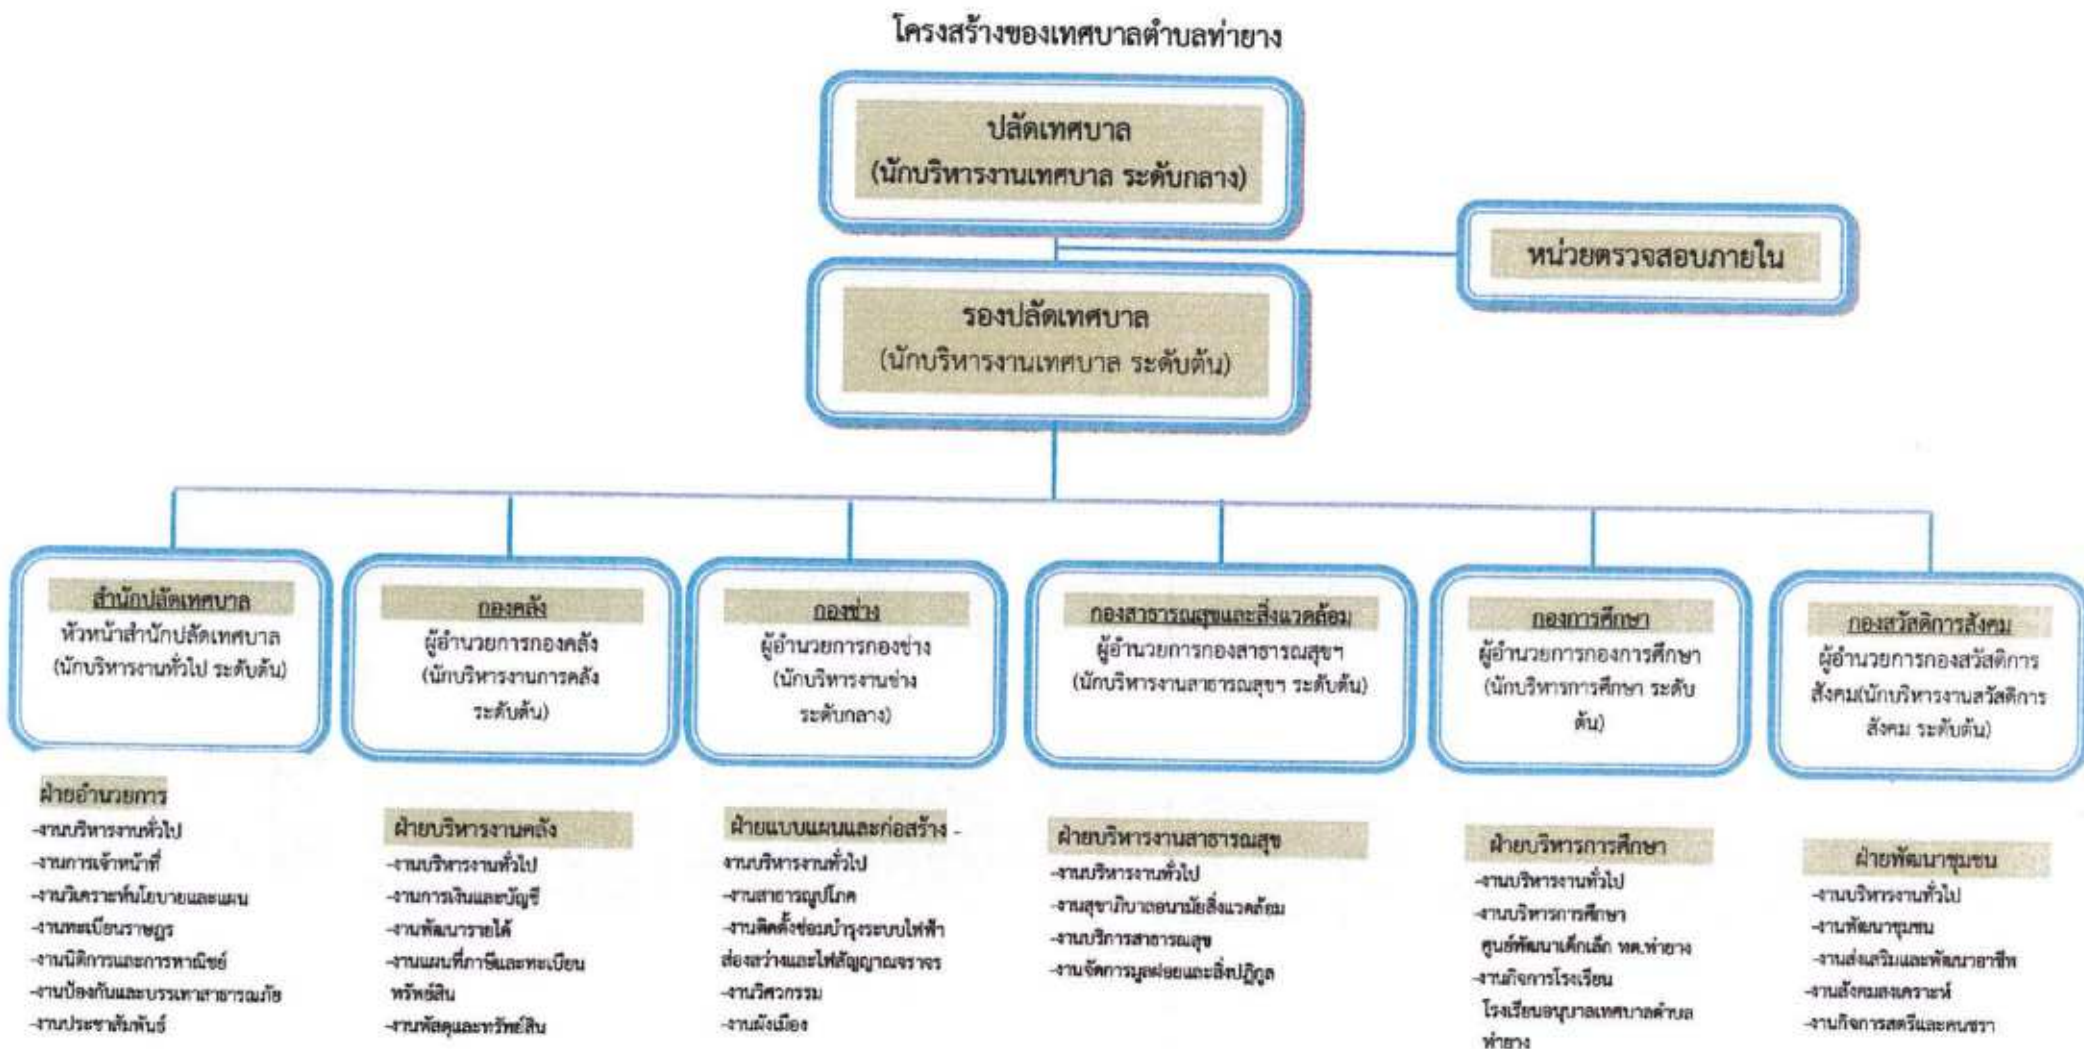 โครงสร้างของเทศบาลตำบลท่ายาง
ปลัดเทศบาล
(นักบริหารงานเทศบาล ระดับกลาง)
หน่วยตรวจสอบภายใน
รองปลัดเทศบาล
(นักบริหารงานเทศบาล ระดับต้น)
สำนักปลัดเทศบาล
หัวหน้าสำนักปลัดเทศบาล
(นักบริหารงานทั่วไป ระดับต้น)
กองคลัง
ผู้อำนวยการกองคลัง
(นักบริหารงานการคลัง
ระดับต้น)
กองช่าง
ผู้อำนวยการกองช่าง
(นักบริหารงานช่าง
ระดับกลาง)
กองสาธารณสุขและสิ่งแวดล้อม
ผู้อำนวยการกองสาธารณสุขฯ
(นักบริหารงานสาธารณสุขฯ ระดับต้น)
กองการศึกษา
ผู้อำนวยการกองการศึกษา
(นักบริหารการศึกษา ระดับ
ต้น)
กองสวัสดิการสังคม
ผู้อำนวยการกองสวัสดิการ
สังคม(นักบริหารงานสวัสดิการ
สังคม ระดับต้น)
ฝ่ายอำนวยการ
-งานบริหารงานทั่วไป
-งานการเจ้าหน้าที่
-งานวิเคราะห์นโยบายและแผน
-งานทะเบียนราษฎร
-งานนิติการและการพาณิชย์
-งานป้องกันและบรรเทาสาธารณภัย
-งานประชาสัมพันธ์
ฝ่ายบริหารงานคลัง
-งานบริหารงานทั่วไป
-งานการเงินและบัญชี
-งานพัฒนารายได้
-งานแผนที่ภาษีและทะเบียน
ทรัพย์สิน
-งานพัสดุและทรัพย์สิน
ฝ่ายแบบแผนและก่อสร้าง -
งานบริหารงานทั่วไป
-งานสาธารณูปโภค
-งานติดตั้งซ่อมบำรุงระบบไฟฟ้า
ส่องสว่างและไฟสัญญาณจราจร
-งานวิศวกรรม
-งานผังเมือง
ฝ่ายบริหารงานสาธารณสุข
-งานบริหารงานทั่วไป
-งานสุขาภิบาลอนามัยสิ่งแวดล้อม
-งานบริการสาธารณสุข
-งานจัดการมูลฝอยและสิ่งปฏิกูล
ฝ่ายบริหารการศึกษา
-งานบริหารงานทั่วไป
-งานบริหารการศึกษา
ศูนย์พัฒนาเด็กเล็ก ทต.ท่ายาง
-งานกิจการโรงเรียน
โรงเรียนอนุบาลเทศบาลตำบล
ท่ายาง
ฝ่ายพัฒนาชุมชน
-งานบริหารงานทั่วไป
-งานพัฒนาชุมชน
-งานส่งเสริมและพัฒนาอาชีพ
-งานสังคมสงเคราะห์
-งานกิจการสตรีและคนชรา